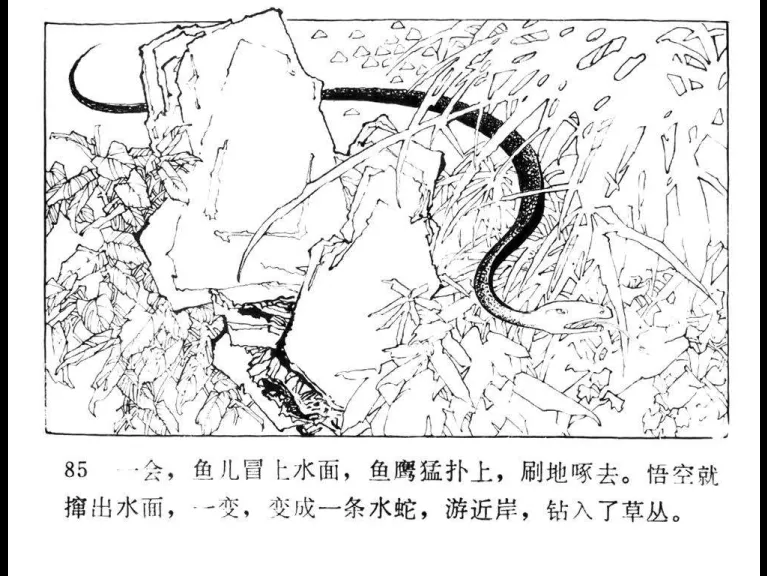 85 一会，鱼儿冒上水面，鱼鹰猛扑上，刷地啄去。悟空就
撺出水面，一变，变成一条水蛇，游近岸，钻入了草丛。